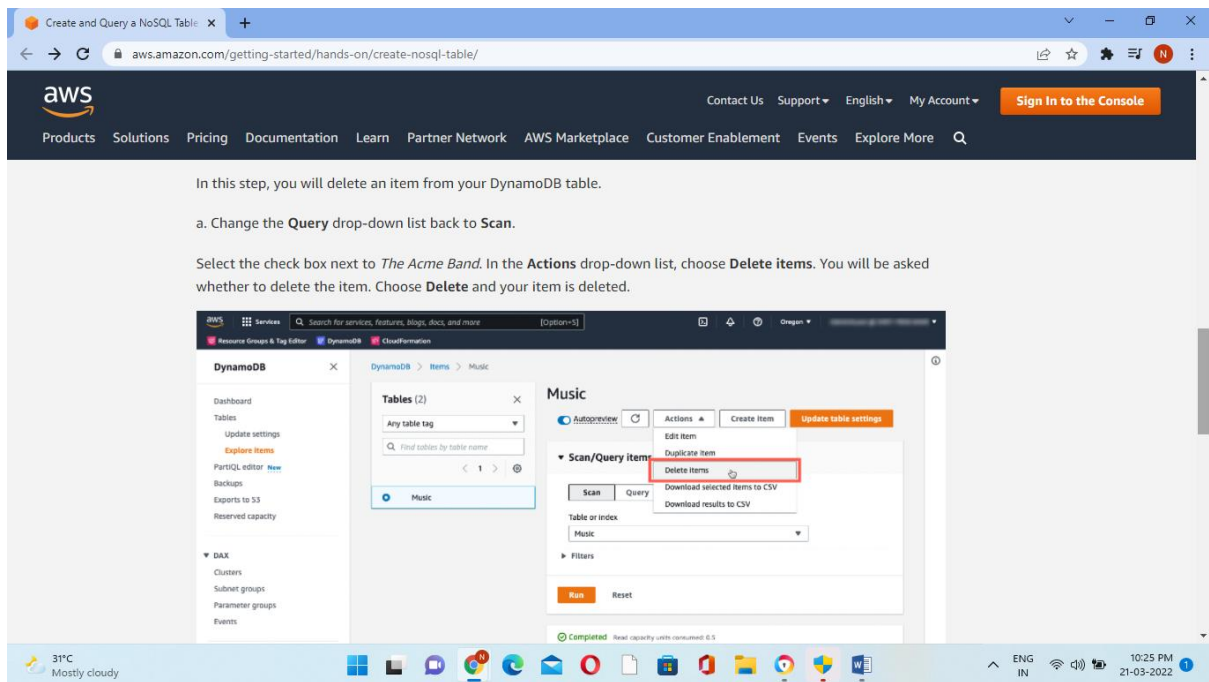 Create and Query a NoSQL Table
aws.amazon.com/getting-started/hands-on/create-nosql-table/
N
aws
Contact Us Support English My Account Sign In to the Console
Products Solutions Pricing Documentation Learn Partner Network AWS Marketplace Customer Enablement Events Explore More
In this step, you will delete an item from your DynamoDB table.
a. Change the Query drop-down list back to Scan.
Select the check box next to The Acme Band. In the Actions drop-down list, choose Delete items. You will be asked
whether to delete the item. Choose Delete and your item is deleted.
aws Services Search for services, features, blogs, docs, and more [Option+S] Oregon
Resource Groups & Tag Editor DynamoDB CloudFormation
DynamoDB
Dashboard
Tables
Update settings
Explore items
PartiQL editor New
Backups
Exports to S3
Reserved capacity
DAX
Clusters
Subnet groups
Parameter groups
Events
DynamoDB > Items > Music
Tables (2)
Any table tag
Find tables by table name
< 1 >
Music
Music
Autopreview Actions Create item Update table settings
Edit item
Duplicate item
Delete items
Download selected items to CSV
Download results to CSV
Scan/Query items
Scan Query
Table or index
Music
Filters
Run Reset
Completed Read capacity units consumed: 0.5
31°C
Mostly cloudy
N
W
ENG
IN
10:25 PM
21-03-2022
1